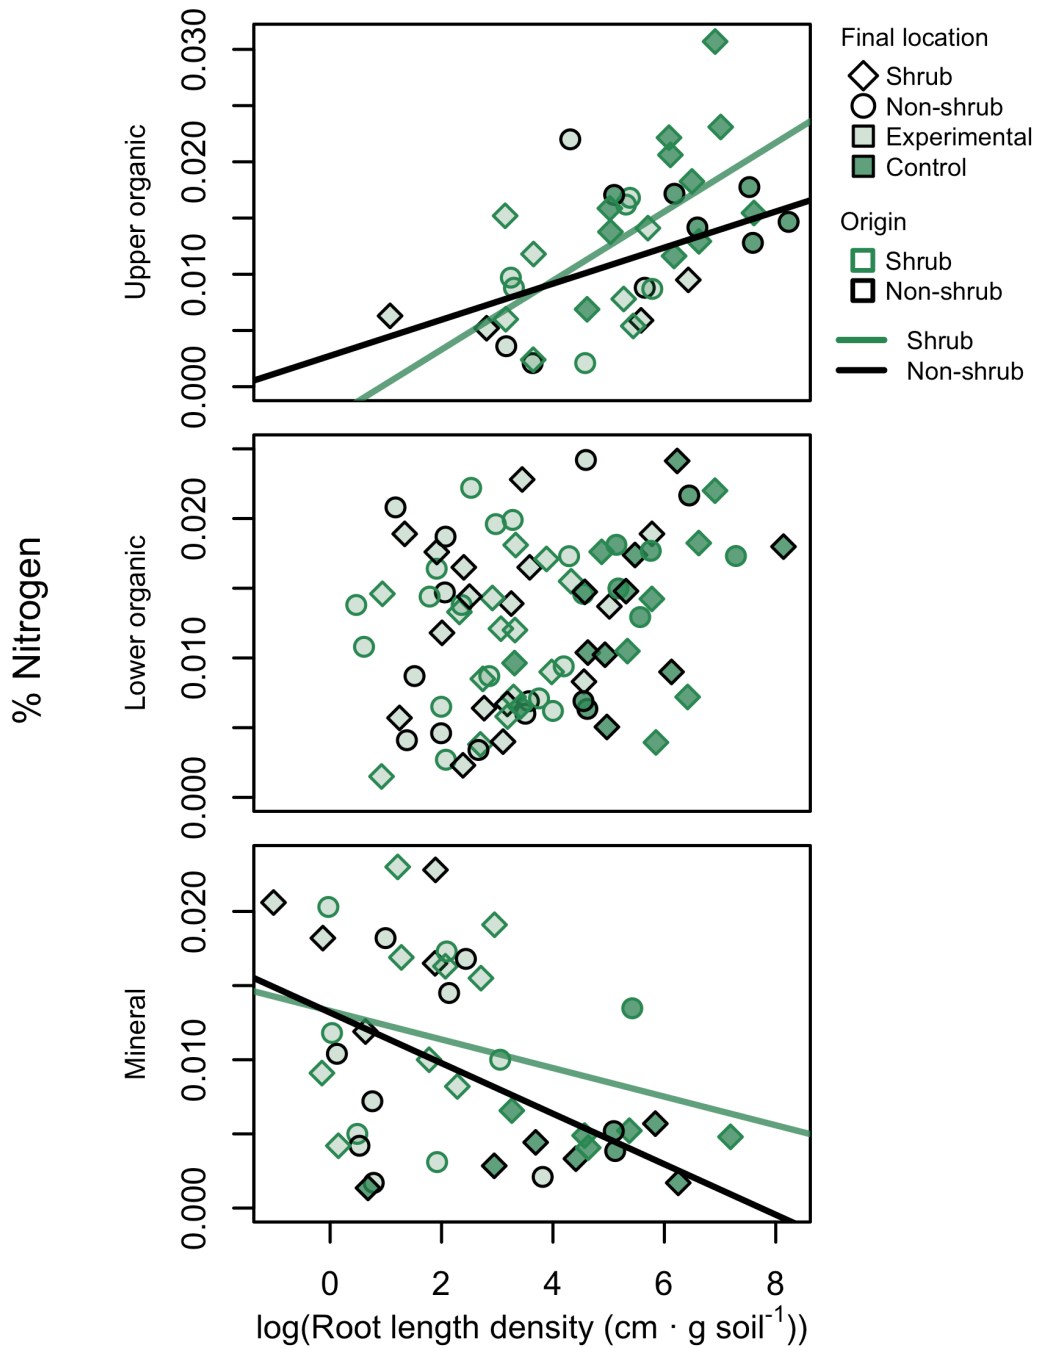 % Nitrogen
Upper organic
0.030
0.020
0.010
0.000
Final location
Shrub
Non-shrub
Experimental
Control
Origin
Shrub
Non-shrub
Shrub
Non-shrub
Lower organic
0.020
0.010
0.000
Mineral
0.020
0.010
0.000
0 2 4 6 8
log(Root length density (cm · g soil⁻¹))